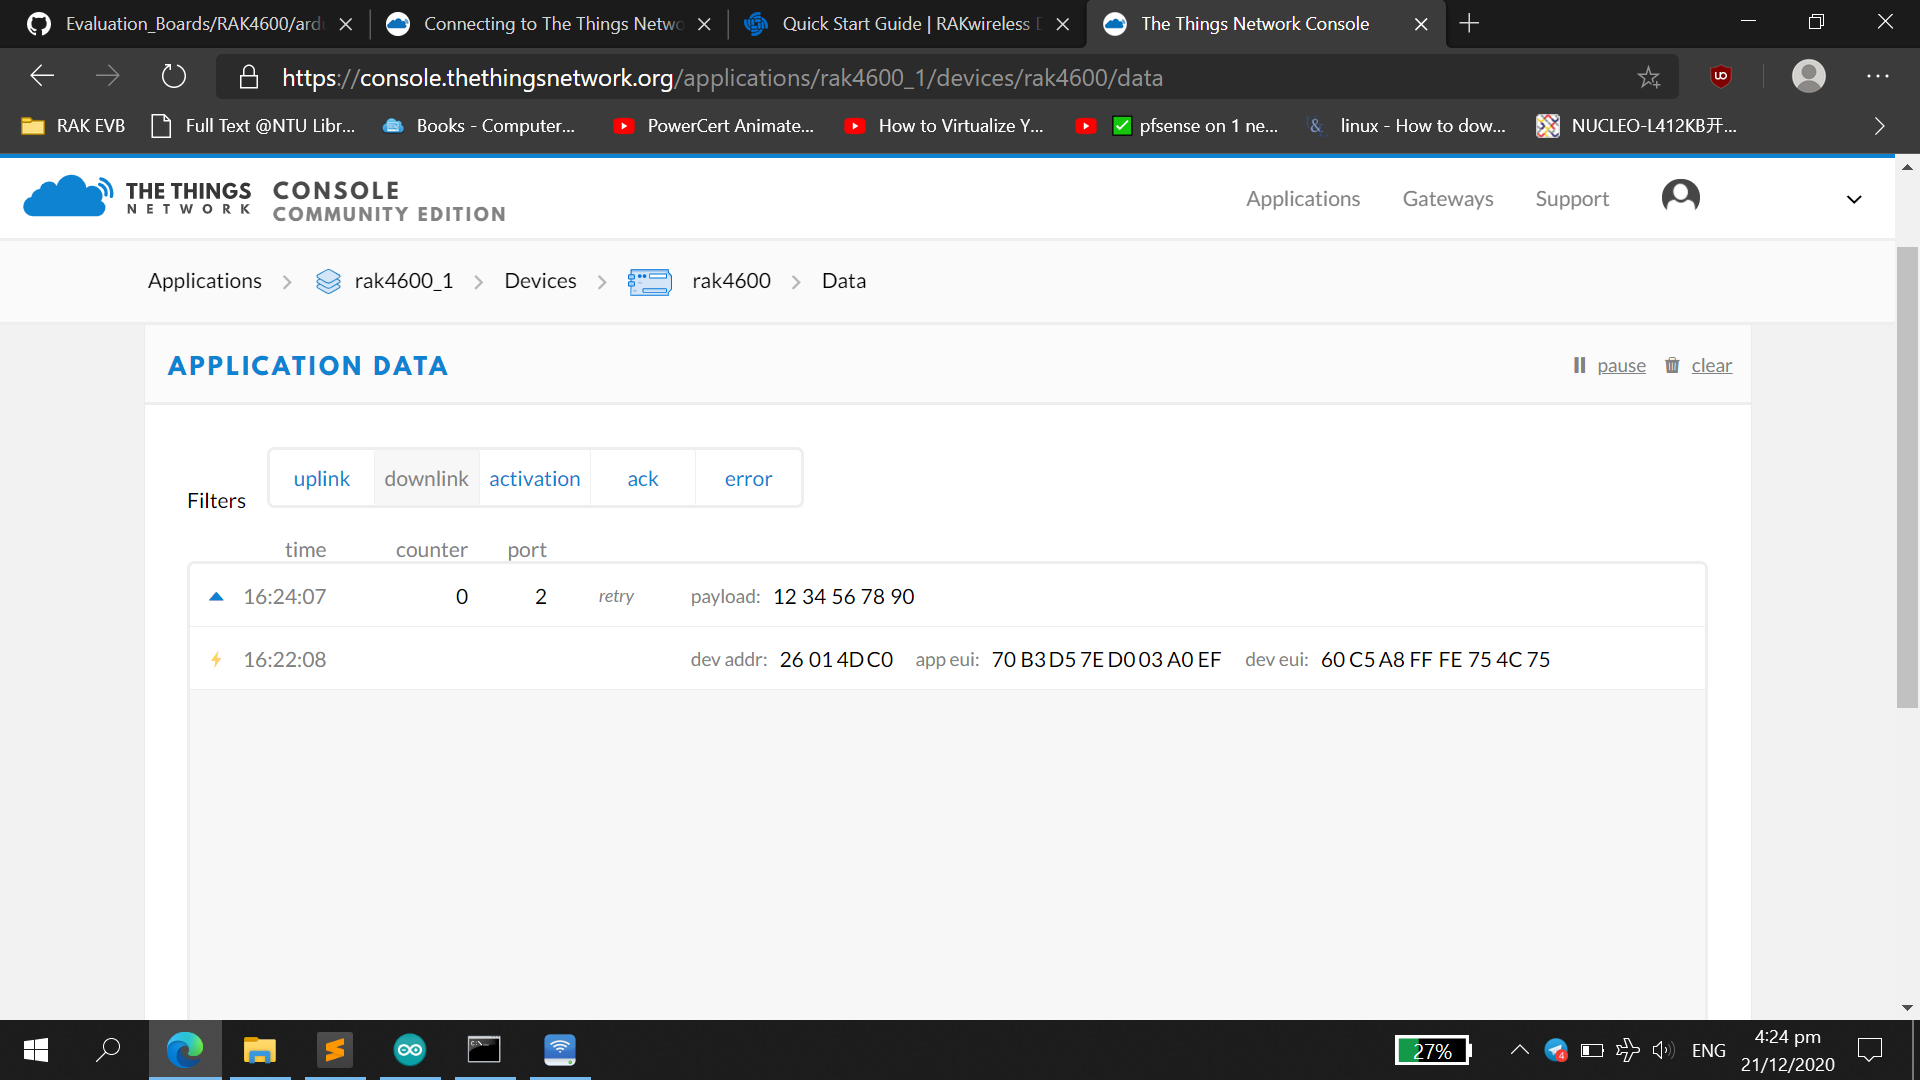 Evaluation_Boards/RAK4600/ard
Connecting to The Things Netwo
Quick Start Guide | RAKwireless D
The Things Network Console
https://console.thethingsnetwork.org/applications/rak4600_1/devices/rak4600/data
RAK EVB
Full Text @NTU Libr...
Books - Computer...
PowerCert Animate...
How to Virtualize Y...
pfsense on 1 ne...
linux - How to dow...
NUCLEO-L412KB开...
THE THINGS
NETWORK
CONSOLE
COMMUNITY EDITION
Applications
Gateways
Support
Applications
rak4600_1
Devices
rak4600
Data
APPLICATION DATA
pause
clear
Filters
uplink
downlink
activation
ack
error
time counter port
16:24:07 0 2 retry payload: 12 34 56 78 90
16:22:08 dev addr: 26 01 4D C0 app eui: 70 B3 D5 7E D0 03 A0 EF dev eui: 60 C5 A8 FF FE 75 4C 75
27%
4
ENG
4:24 pm
21/12/2020